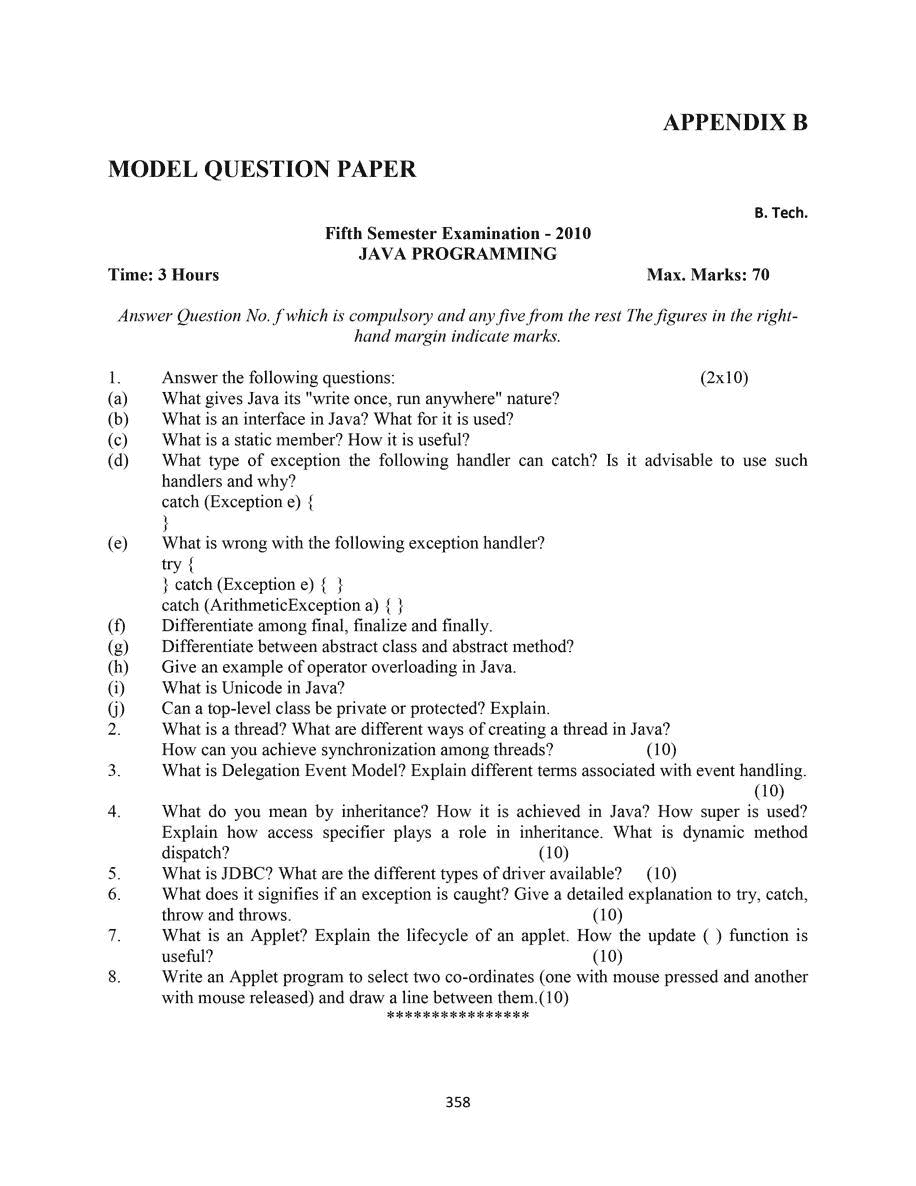 APPENDIX B
MODEL QUESTION PAPER
B. Tech.
Fifth Semester Examination - 2010
JAVA PROGRAMMING
Time: 3 Hours Max. Marks: 70
Answer Question No. f which is compulsory and any five from the rest The figures in the right-
hand margin indicate marks.
1. Answer the following questions: (2x10)
(a) What gives Java its "write once, run anywhere" nature?
(b) What is an interface in Java? What for it is used?
(c) What is a static member? How it is useful?
(d) What type of exception the following handler can catch? Is it advisable to use such
handlers and why?
catch (Exception e) {
}
(e) What is wrong with the following exception handler?
try {
} catch (Exception e) { }
catch (ArithmeticException a) { }
(f) Differentiate among final, finalize and finally.
(g) Differentiate between abstract class and abstract method?
(h) Give an example of operator overloading in Java.
(i) What is Unicode in Java?
(j) Can a top-level class be private or protected? Explain.
2. What is a thread? What are different ways of creating a thread in Java?
How can you achieve synchronization among threads? (10)
3. What is Delegation Event Model? Explain different terms associated with event handling.
(10)
4. What do you mean by inheritance? How it is achieved in Java? How super is used?
Explain how access specifier plays a role in inheritance. What is dynamic method
dispatch? (10)
5. What is JDBC? What are the different types of driver available? (10)
6. What does it signifies if an exception is caught? Give a detailed explanation to try, catch,
throw and throws. (10)
7. What is an Applet? Explain the lifecycle of an applet. How the update ( ) function is
useful? (10)
8. Write an Applet program to select two co-ordinates (one with mouse pressed and another
with mouse released) and draw a line between them.(10)
****************
358